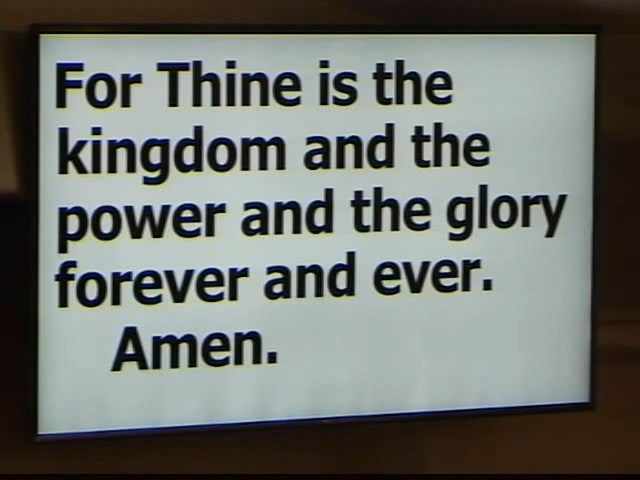 For Thine is the
kingdom and the
power and the glory
forever and ever.
Amen.